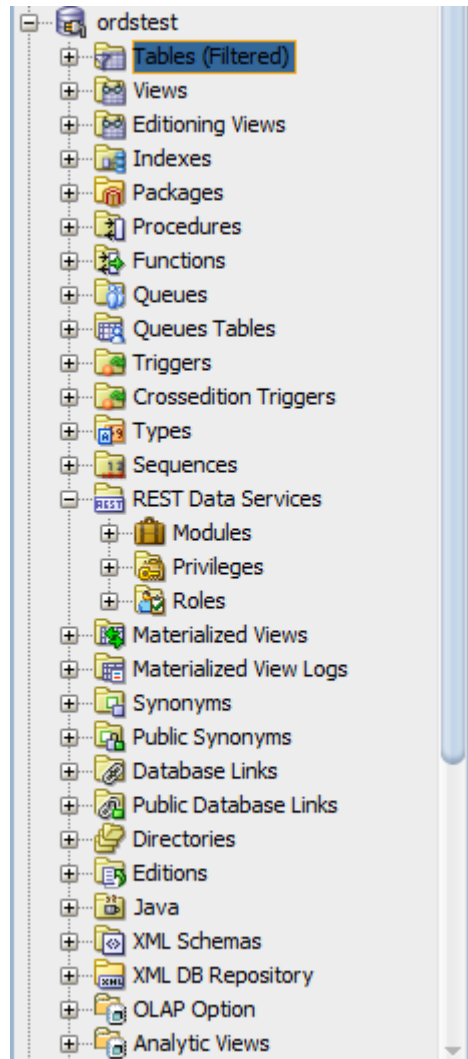 ordstest
Tables (Filtered)
Views
Editioning Views
Indexes
Packages
Procedures
Functions
Queues
Queues Tables
Triggers
Crossedition Triggers
Types
Sequences
REST Data Services
Modules
Privileges
Roles
Materialized Views
Materialized View Logs
Synonyms
Public Synonyms
Database Links
Public Database Links
Directories
Editions
Java
XML Schemas
XML DB Repository
OLAP Option
Analytic Views